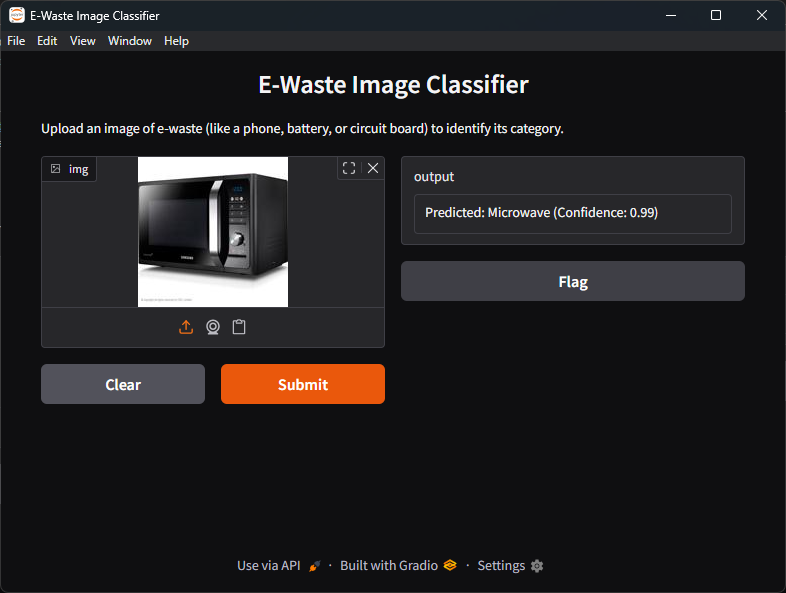 E-Waste Image Classifier
File Edit View Window Help
E-Waste Image Classifier
Upload an image of e-waste (like a phone, battery, or circuit board) to identify its category.
img
SAMSUNG
output
Predicted: Microwave (Confidence: 0.99)
Flag
Clear
Submit
Use via API · Built with Gradio · Settings